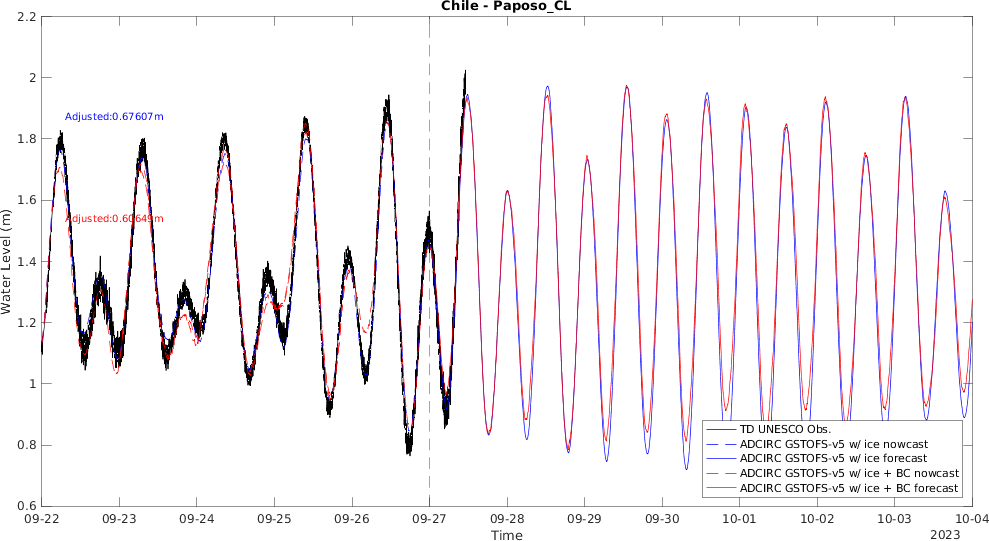 Chile - Paposo_CL
2.2
2
1.8
1.6
1.4
1.2
1
0.8
0.6
Water Level (m)
Adjusted:0.67607m
Adjusted:0.60649m
TD UNESCO Obs.
ADCIRC GSTOFS-v5 w/ ice nowcast
ADCIRC GSTOFS-v5 w/ ice forecast
ADCIRC GSTOFS-v5 w/ ice + BC nowcast
ADCIRC GSTOFS-v5 w/ ice + BC forecast
09-22 09-23 09-24 09-25 09-26 09-27 09-28 09-29 09-30 10-01 10-02 10-03 10-04
Time
2023